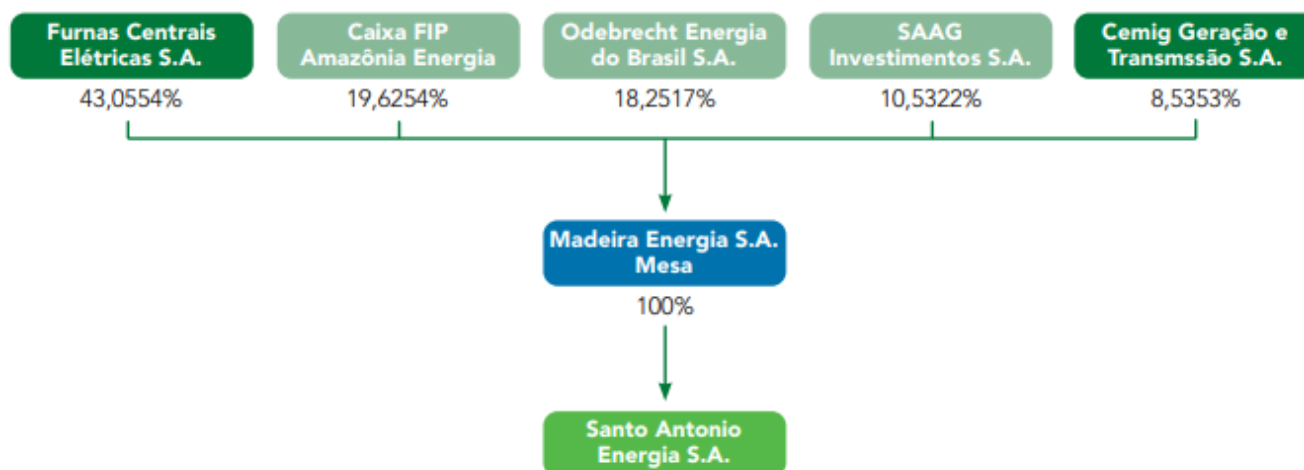 Furnas Centrais
Elétricas S.A.
43,0554%
Caixa FIP
Amazônia Energia
19,6254%
Odebrecht Energia
do Brasil S.A.
18,2517%
SAAG
Investimentos S.A.
10,5322%
Cemig Geração e
Transmssão S.A.
8,5353%
Madeira Energia S.A.
Mesa
100%
Santo Antonio
Energia S.A.